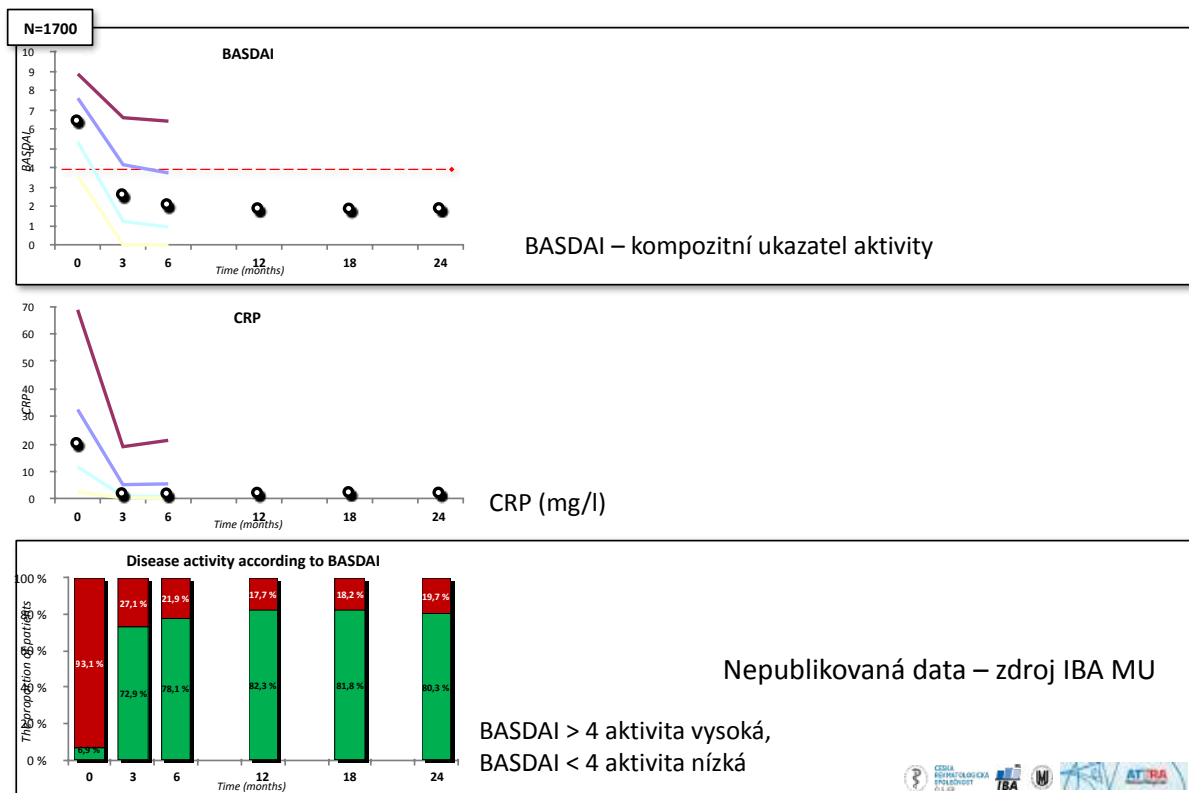 N=1700
BASDAI
10
9
8
7
6
5
4
3
2
1
0
BASDAI
0 3 6 12 18 24
Time (months)
BASDAI – kompozitní ukazatel aktivity
CRP
70
60
50
40
30
20
10
0
CRP
0 3 6 12 18 24
Time (months)
CRP (mg/l)
Disease activity according to BASDAI
100 %
80 %
60 %
40 %
20 %
0 %
The proportion of patients
93,1 % 27,1 % 21,9 % 17,7 % 18,2 % 19,7 %
6,9 % 72,9 % 78,1 % 82,3 % 81,8 % 80,3 %
0 3 6 12 18 24
Time (months)
Nepublikovaná data – zdroj IBA MU
BASDAI > 4 aktivita vysoká,
BASDAI < 4 aktivita nízká
ČESKÁ
REVMATOLOGICKÁ
SPOLEČNOST
IBA
ATTRA